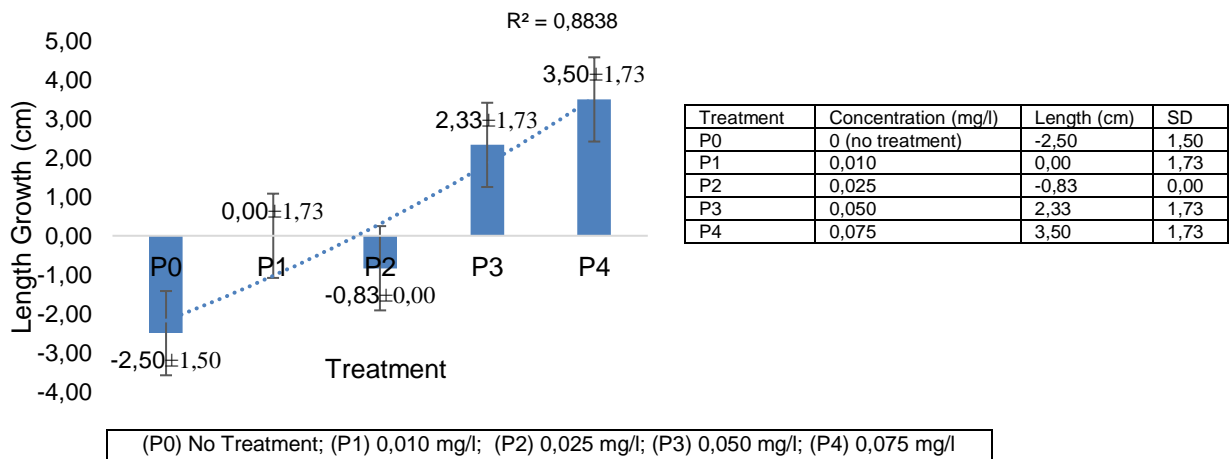 R² = 0,8838
Length Growth (cm)
5,00
4,00
3,00
2,00
1,00
0,00
-1,00
-2,00
-3,00
-4,00
-2,50±1,50
0,00±1,73
-0,83±0,00
2,33±1,73
3,50±1,73
P0 P1 P2 P3 P4
Treatment
Treatment Concentration (mg/l) Length (cm) SD
P0 0 (no treatment) -2,50 1,50
P1 0,010 0,00 1,73
P2 0,025 -0,83 0,00
P3 0,050 2,33 1,73
P4 0,075 3,50 1,73
(P0) No Treatment; (P1) 0,010 mg/l; (P2) 0,025 mg/l; (P3) 0,050 mg/l; (P4) 0,075 mg/l